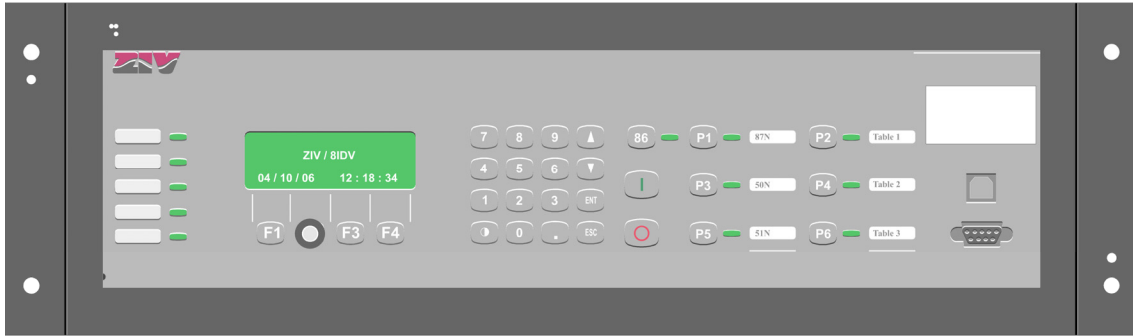 ZIV
7 8 9 86 P1 87N P2 Table 1
ZIV / 8IDV
04 / 10 / 06 12 : 18 : 34
4 5 6 P3 50N P4 Table 2
1 2 3 ENT
F1 F3 F4 0 . ESC P5 51N P6 Table 3